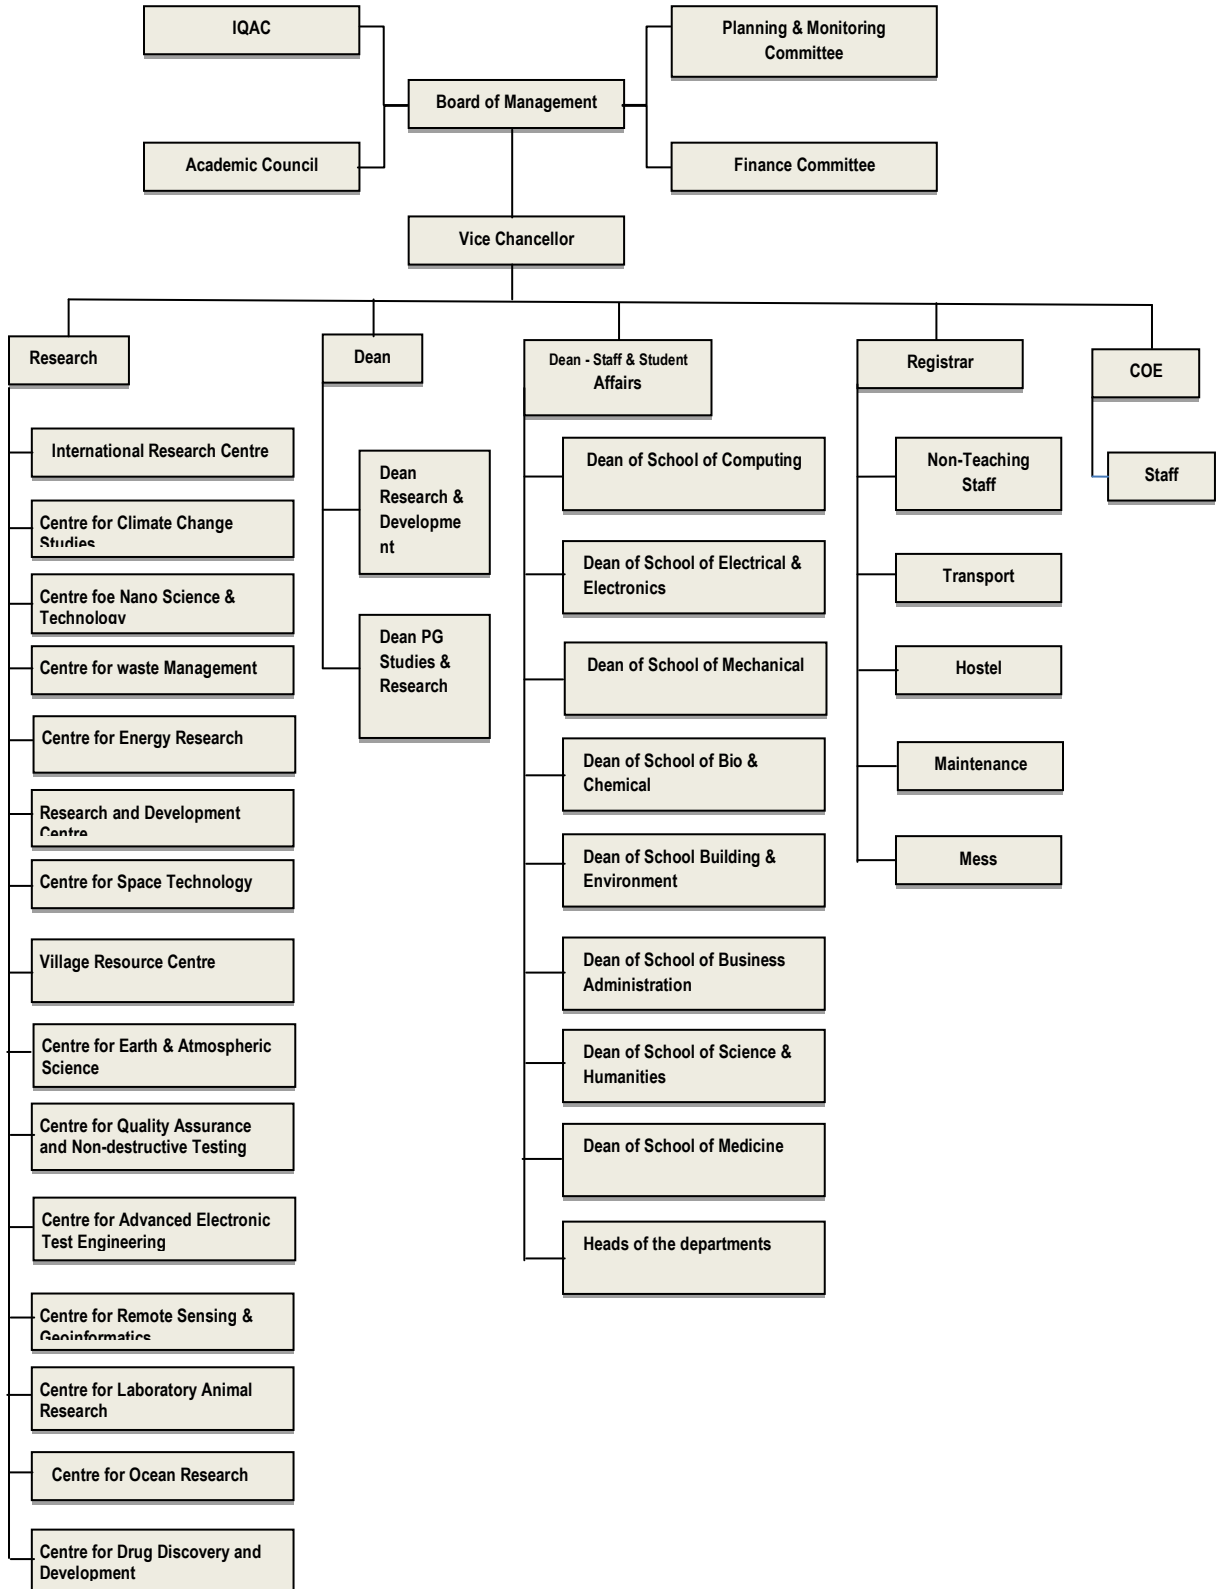 IQAC
Planning & Monitoring
Committee
Board of Management
Academic Council
Finance Committee
Vice Chancellor
Research
International Research Centre
Centre for Climate Change
Studies
Centre foe Nano Science &
Technology
Centre for waste Management
Centre for Energy Research
Research and Development
Centre
Centre for Space Technology
Village Resource Centre
Centre for Earth & Atmospheric
Science
Centre for Quality Assurance
and Non-destructive Testing
Centre for Advanced Electronic
Test Engineering
Centre for Remote Sensing &
Geoinformatics
Centre for Laboratory Animal
Research
Centre for Ocean Research
Centre for Drug Discovery and
Development
Dean
Dean
Research &
Developme
nt
Dean PG
Studies &
Research
Dean - Staff & Student
Affairs
Dean of School of Computing
Dean of School of Electrical &
Electronics
Dean of School of Mechanical
Dean of School of Bio &
Chemical
Dean of School Building &
Environment
Dean of School of Business
Administration
Dean of School of Science &
Humanities
Dean of School of Medicine
Heads of the departments
Registrar
Non-Teaching
Staff
Transport
Hostel
Maintenance
Mess
COE
Staff